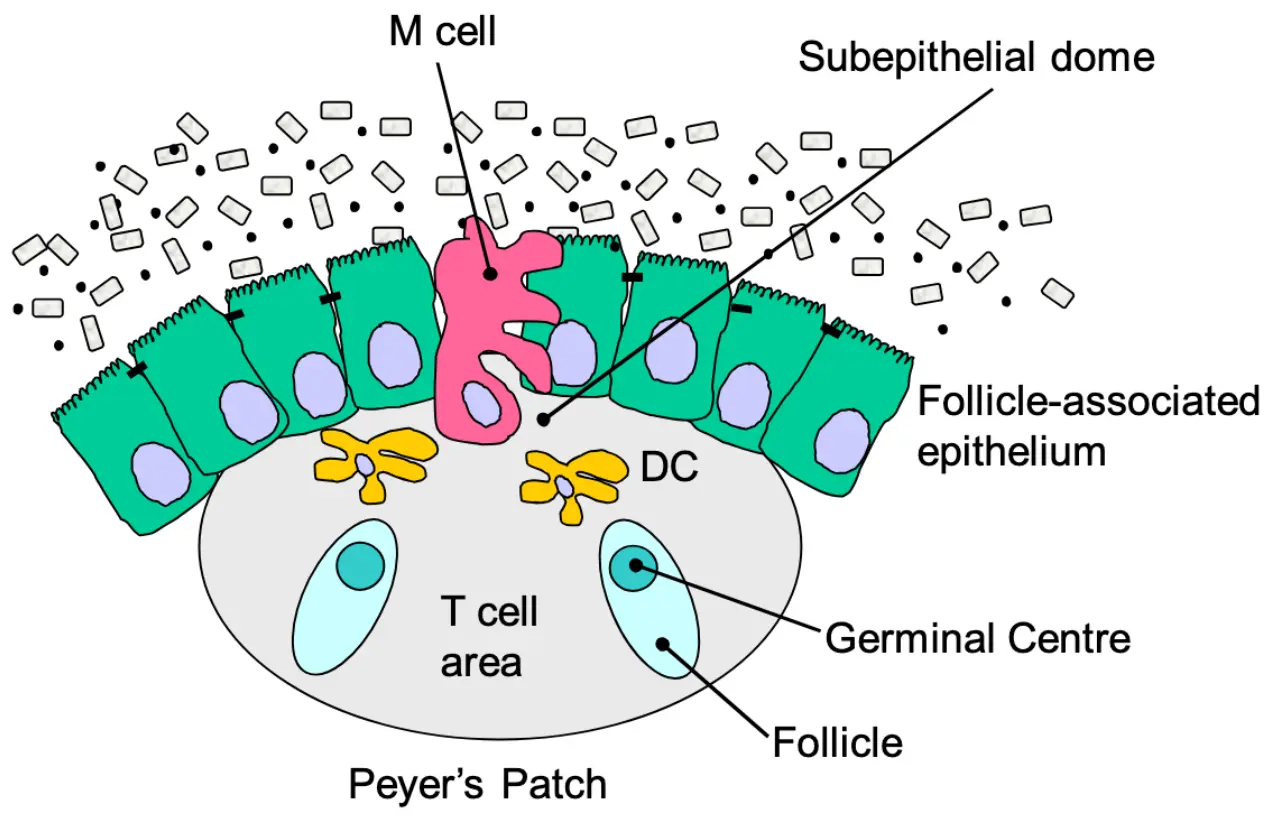 M cell
Subepithelial dome
Follicle-associated
epithelium
DC
T cell
area
Germinal Centre
Follicle
Peyer’s Patch